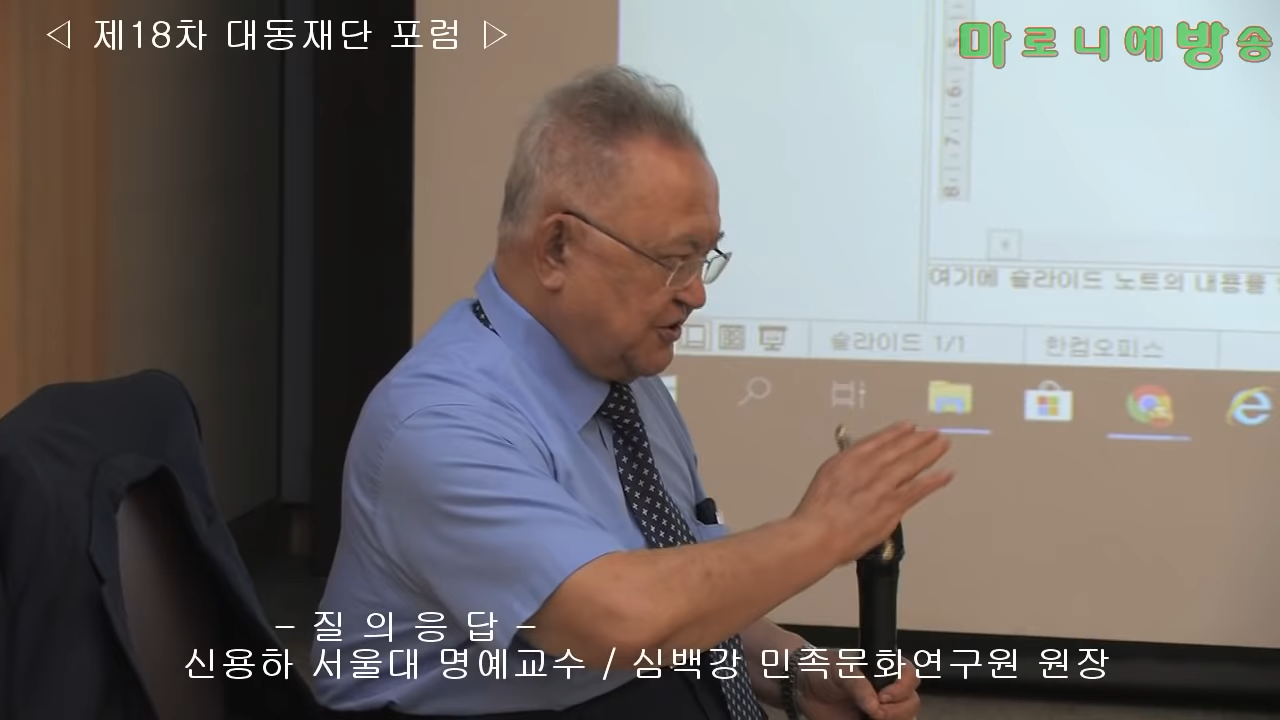 ◁ 제18차 대동재단 포럼 ▷
마로니에방송
6
7
8
여기에 슬라이드 노트의 내용을
슬라이드 1/1
한컴오피스
- 질 의 응 답 -
신용하 서울대 명예교수 / 심백강 민족문화연구원 원장